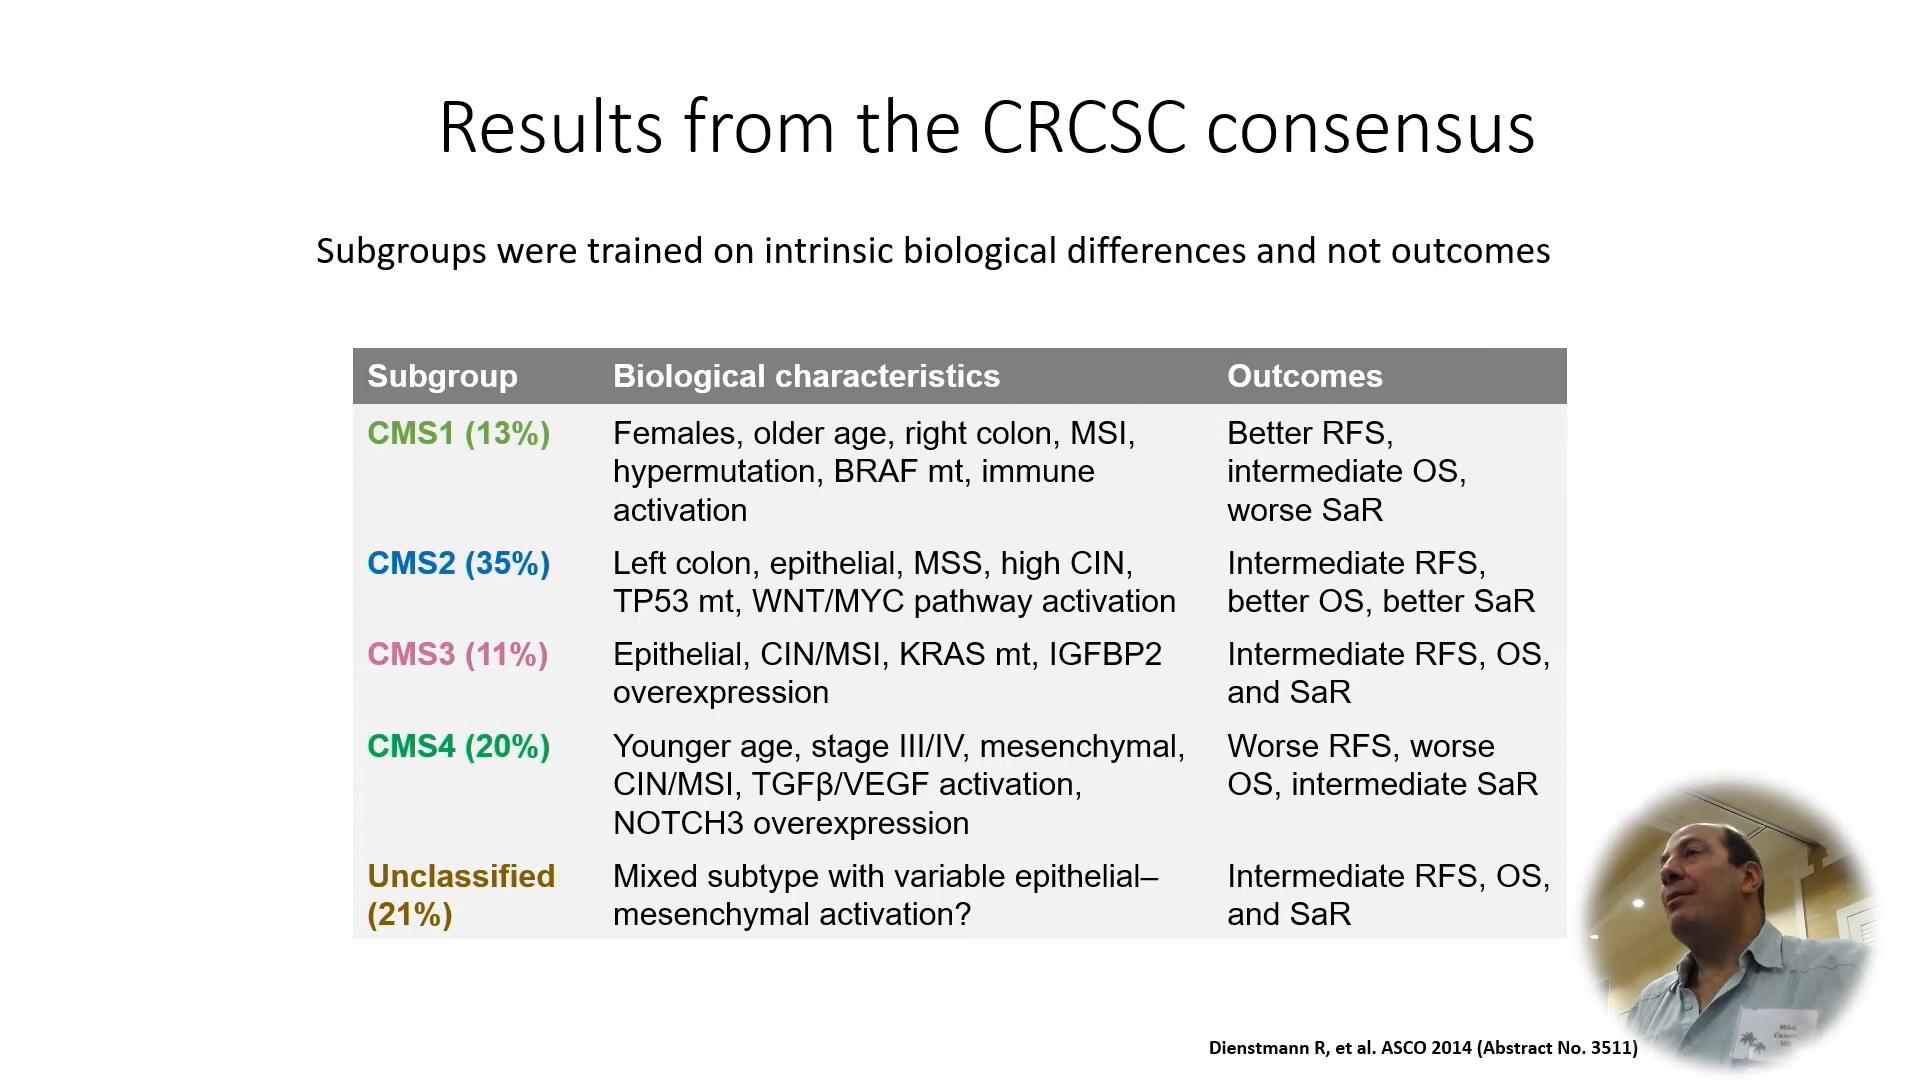 Results from the CRCSC consensus
Subgroups were trained on intrinsic biological differences and not outcomes
Subgroup Biological characteristics Outcomes
CMS1 (13%) Females, older age, right colon, MSI, Better RFS,
hypermutation, BRAF mt, immune intermediate OS,
activation worse SaR
CMS2 (35%) Left colon, epithelial, MSS, high CIN, Intermediate RFS,
TP53 mt, WNT/MYC pathway activation better OS, better SaR
CMS3 (11%) Epithelial, CIN/MSI, KRAS mt, IGFBP2 Intermediate RFS, OS,
overexpression and SaR
CMS4 (20%) Younger age, stage III/IV, mesenchymal, Worse RFS, worse
CIN/MSI, TGFβ/VEGF activation, OS, intermediate SaR
NOTCH3 overexpression
Unclassified Mixed subtype with variable epithelial– Intermediate RFS, OS,
(21%) mesenchymal activation? and SaR
Dienstmann R, et al. ASCO 2014 (Abstract No. 3511)
Mike
MD